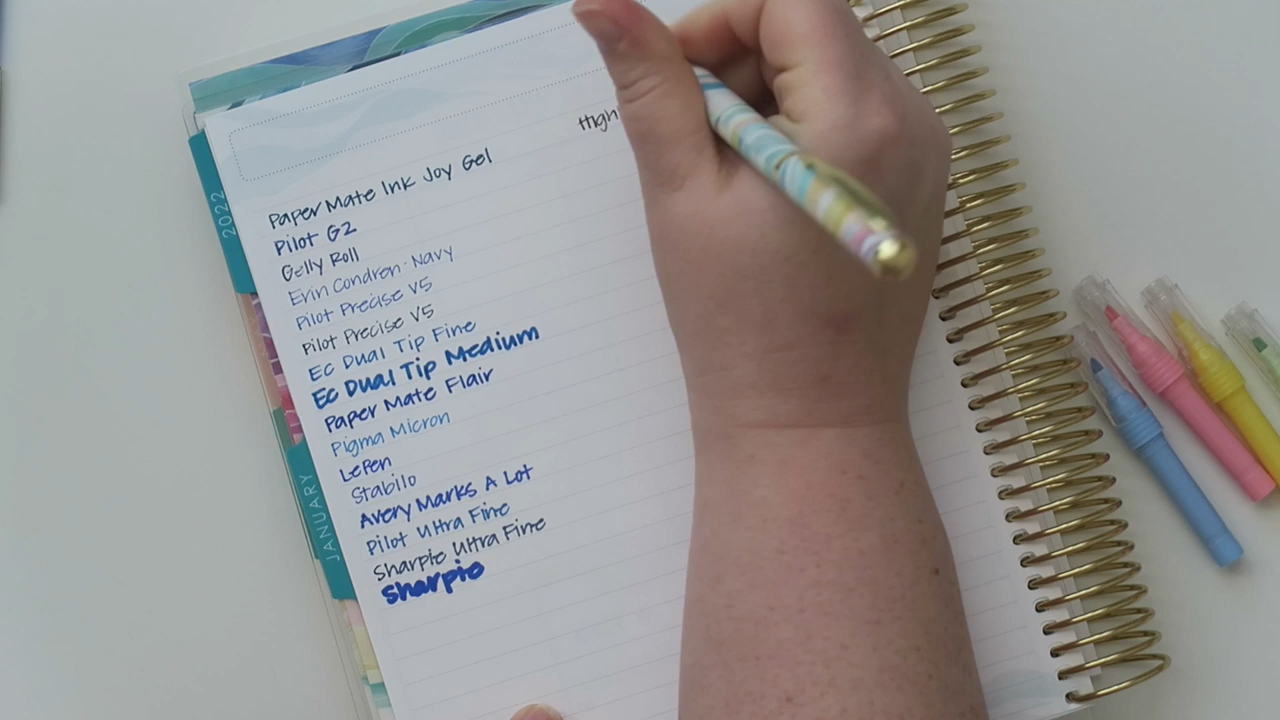 High
Paper Mate Ink Joy Gel
Pilot G2
Gelly Roll
Erin Condren - Navy
Pilot Precise V5
Pilot Precise V5
EC Dual Tip Fine
EC Dual Tip Medium
Paper Mate Flair
Pigma Micron
LePen
Stabilo
Avery Marks A Lot
Pilot Ultra Fine
Sharpie Ultra Fine
Sharpie
2022
JANUARY